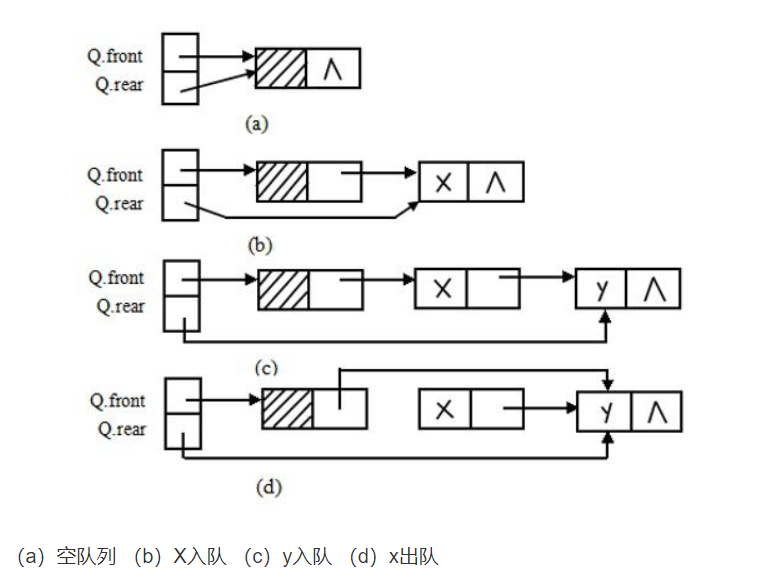 Q.front
Q.rear
Λ
(a)
Q.front
Q.rear
X Λ
(b)
Q.front
Q.rear
X y Λ
(c)
Q.front
Q.rear
X y Λ
(d)
(a) 空队列 (b) X入队 (c) y入队 (d) x出队